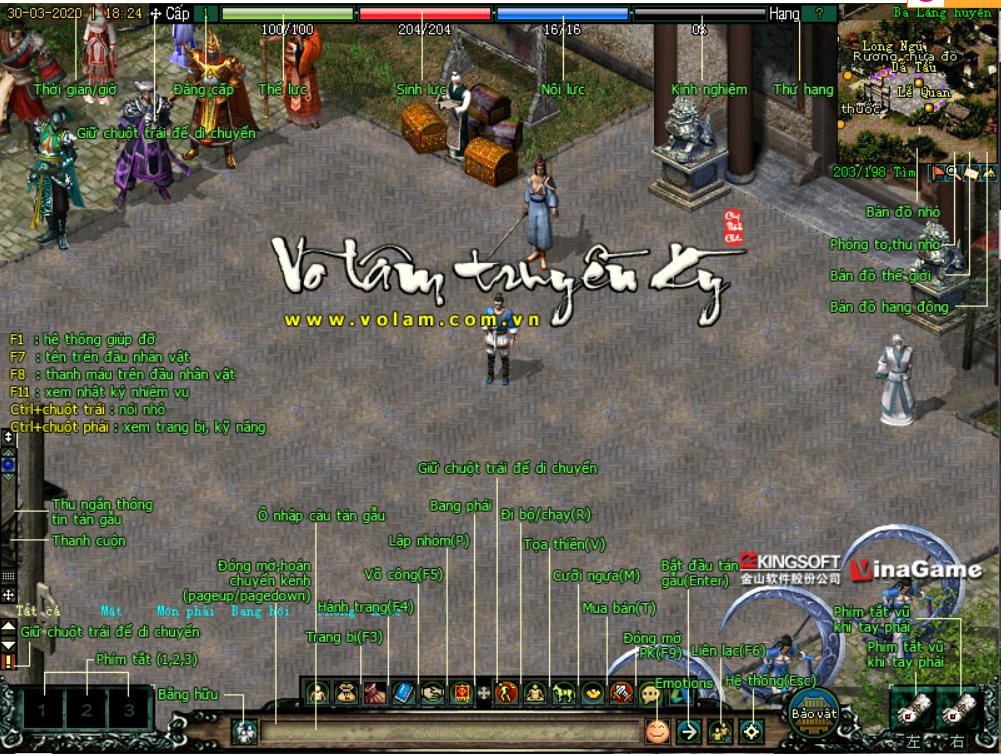 30-03-2020 18:24 Cấp 1 Hạng ?
Ba Lăng huyện
100/100 204/204 16/16 0%
Long Ngũ
Rương chứa đồ
Dã Tẩu
Lễ Quan
thuốc
Thời gian/giờ Đẳng cấp Thể lực Sinh lực Nội lực Kinh nghiệm Thứ hạng
Giữ chuột trái để di chuyển
203/198 Tìm
Bản đồ nhỏ
Phóng to,thu nhỏ
Bản đồ thế giới
Bản đồ hang động
Võ lâm truyền kỳ
www.volam.com.vn
F1 : hệ thống giúp đỡ
F7 : tên trên đầu nhân vật
F8 : thanh máu trên đầu nhân vật
F11 : xem nhật ký nhiệm vụ
Ctrl+chuột trái : nói nhỏ
Ctrl+chuột phải : xem trang bị, kỹ năng
Giữ chuột trái để di chuyển
Thu ngắn thông
tin tán gẫu
Thanh cuộn
Ô nhập câu tán gẫu
Bang phái
Đi bộ/chạy(R)
Lập nhóm(P)
Tọa thiền(V)
Đóng mở,hoán
chuyển kênh
(pageup/pagedown)
Võ công(F5)
Cưỡi ngựa(M)
Bắt đầu tán
gẫu(Enter)
KINGSOFT
金山软件股份公司
VinaGame
Tất cả Mật Môn phái Bang hội
Hành trang(F4)
Mua bán(T)
Phím tắt vũ
khí tay phải
Giữ chuột trái để di chuyển
Trang bị(F3)
Đóng mở
PK(F9)
Liên lạc(F6)
Phím tắt vũ
khí tay phải
Phím tắt (1,2,3)
Emotions
Hệ thống(Esc)
Bằng hữu
1 2 3
Bảo vật
左 右